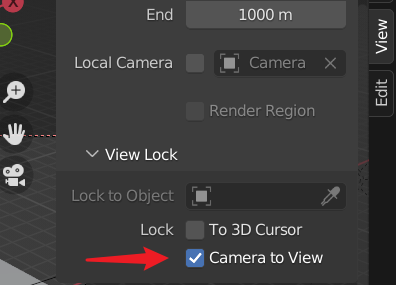 End 1000 m
Local Camera Camera
Render Region
View Lock
Lock to Object
Lock To 3D Cursor
Camera to View
View
Edit
X